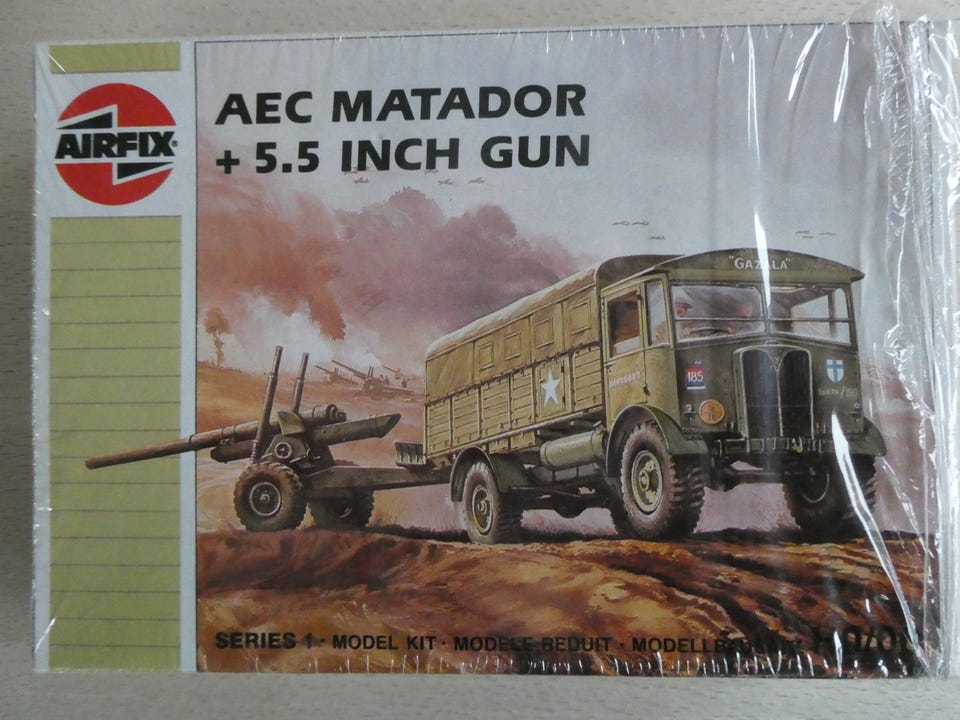 AIRFIX®
AEC MATADOR
+ 5.5 INCH GUN
"GAZALA"
185
SERIES 1 · MODEL KIT · MODELE REDUIT ·